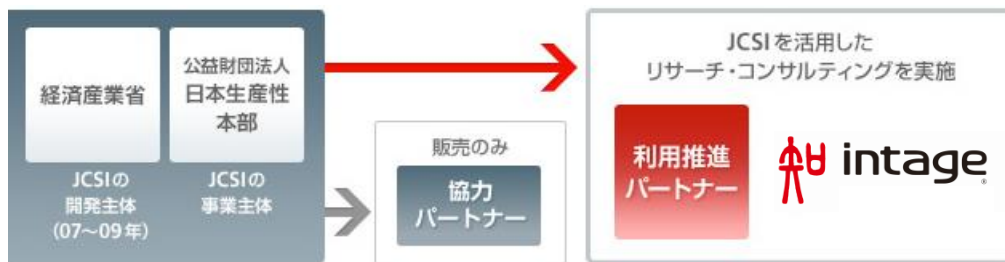 経済産業省
JCSIの
開発主体
(07〜09年)
公益財団法人
日本生産性
本部
JCSIの
事業主体
販売のみ
協力
パートナー
JCSIを活用した
リサーチ・コンサルティングを実施
利用推進
パートナー
intage